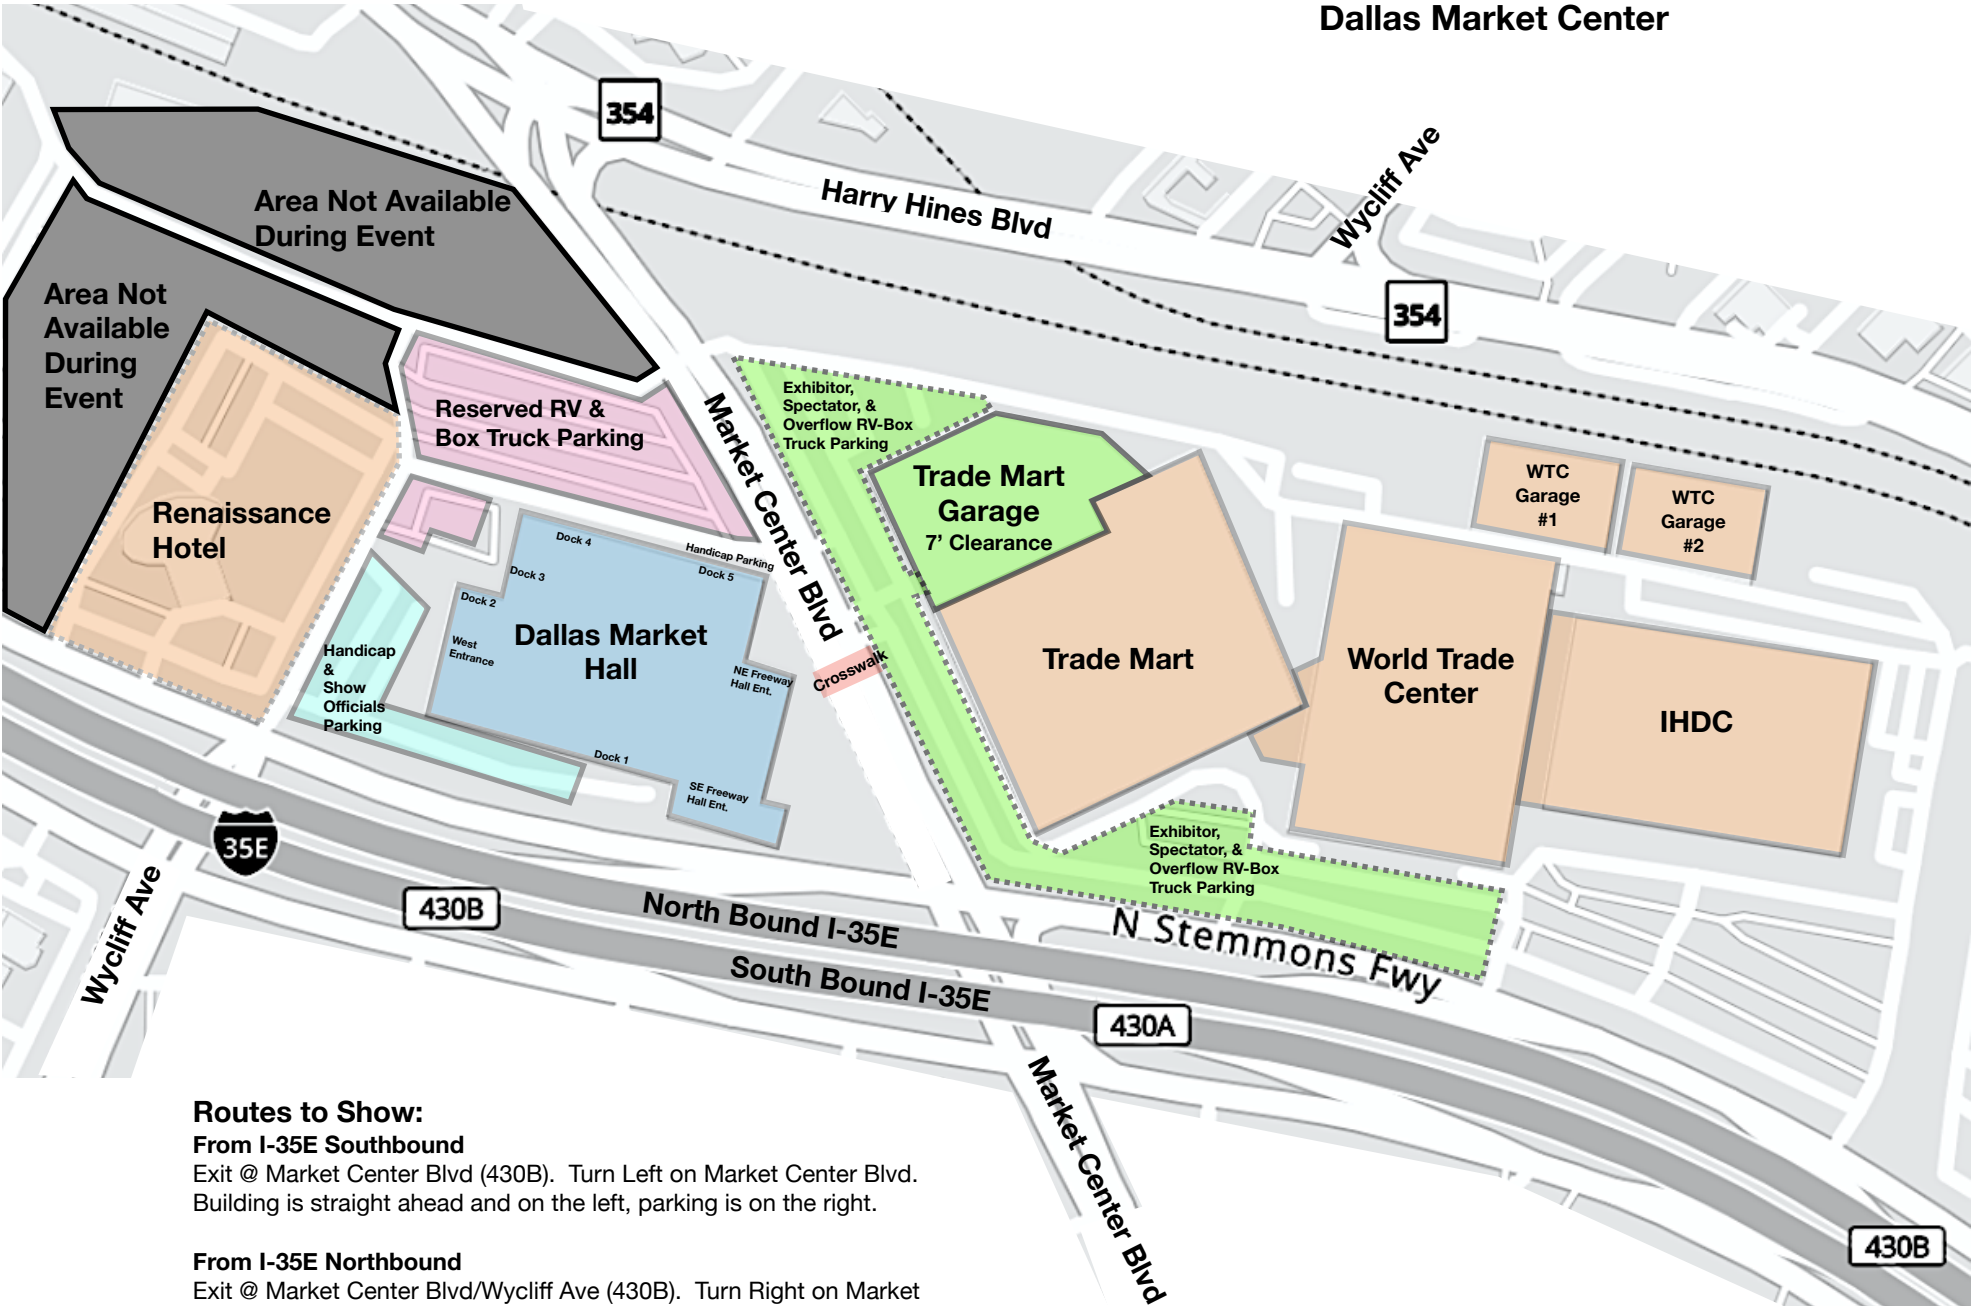 Dallas Market Center
354
Harry Hines Blvd
Wycliff Ave
354
Area Not Available
During Event
Area Not
Available
During
Event
Reserved RV &
Box Truck Parking
Market Center Blvd
Exhibitor,
Spectator, &
Overflow RV-Box
Truck Parking
Trade Mart
Garage
7' Clearance
WTC
Garage
#1
WTC
Garage
#2
Renaissance
Hotel
Dock 4
Handicap Parking
Dock 5
Dock 3
Dock 2
West
Entrance
Dallas Market
Hall
NE Freeway
Hall Ent.
Crosswalk
Handicap
&
Show
Officials
Parking
Dock 1
SE Freeway
Hall Ent.
Trade Mart
World Trade
Center
IHDC
Exhibitor,
Spectator, &
Overflow RV-Box
Truck Parking
35E
Wycliff Ave
430B
North Bound I-35E
South Bound I-35E
N Stemmons Fwy
430A
Market Center Blvd
430B
Routes to Show:
From I-35E Southbound
Exit @ Market Center Blvd (430B).  Turn Left on Market Center Blvd.
Building is straight ahead and on the left, parking is on the right.
From I-35E Northbound
Exit @ Market Center Blvd/Wycliff Ave (430B).  Turn Right on Market